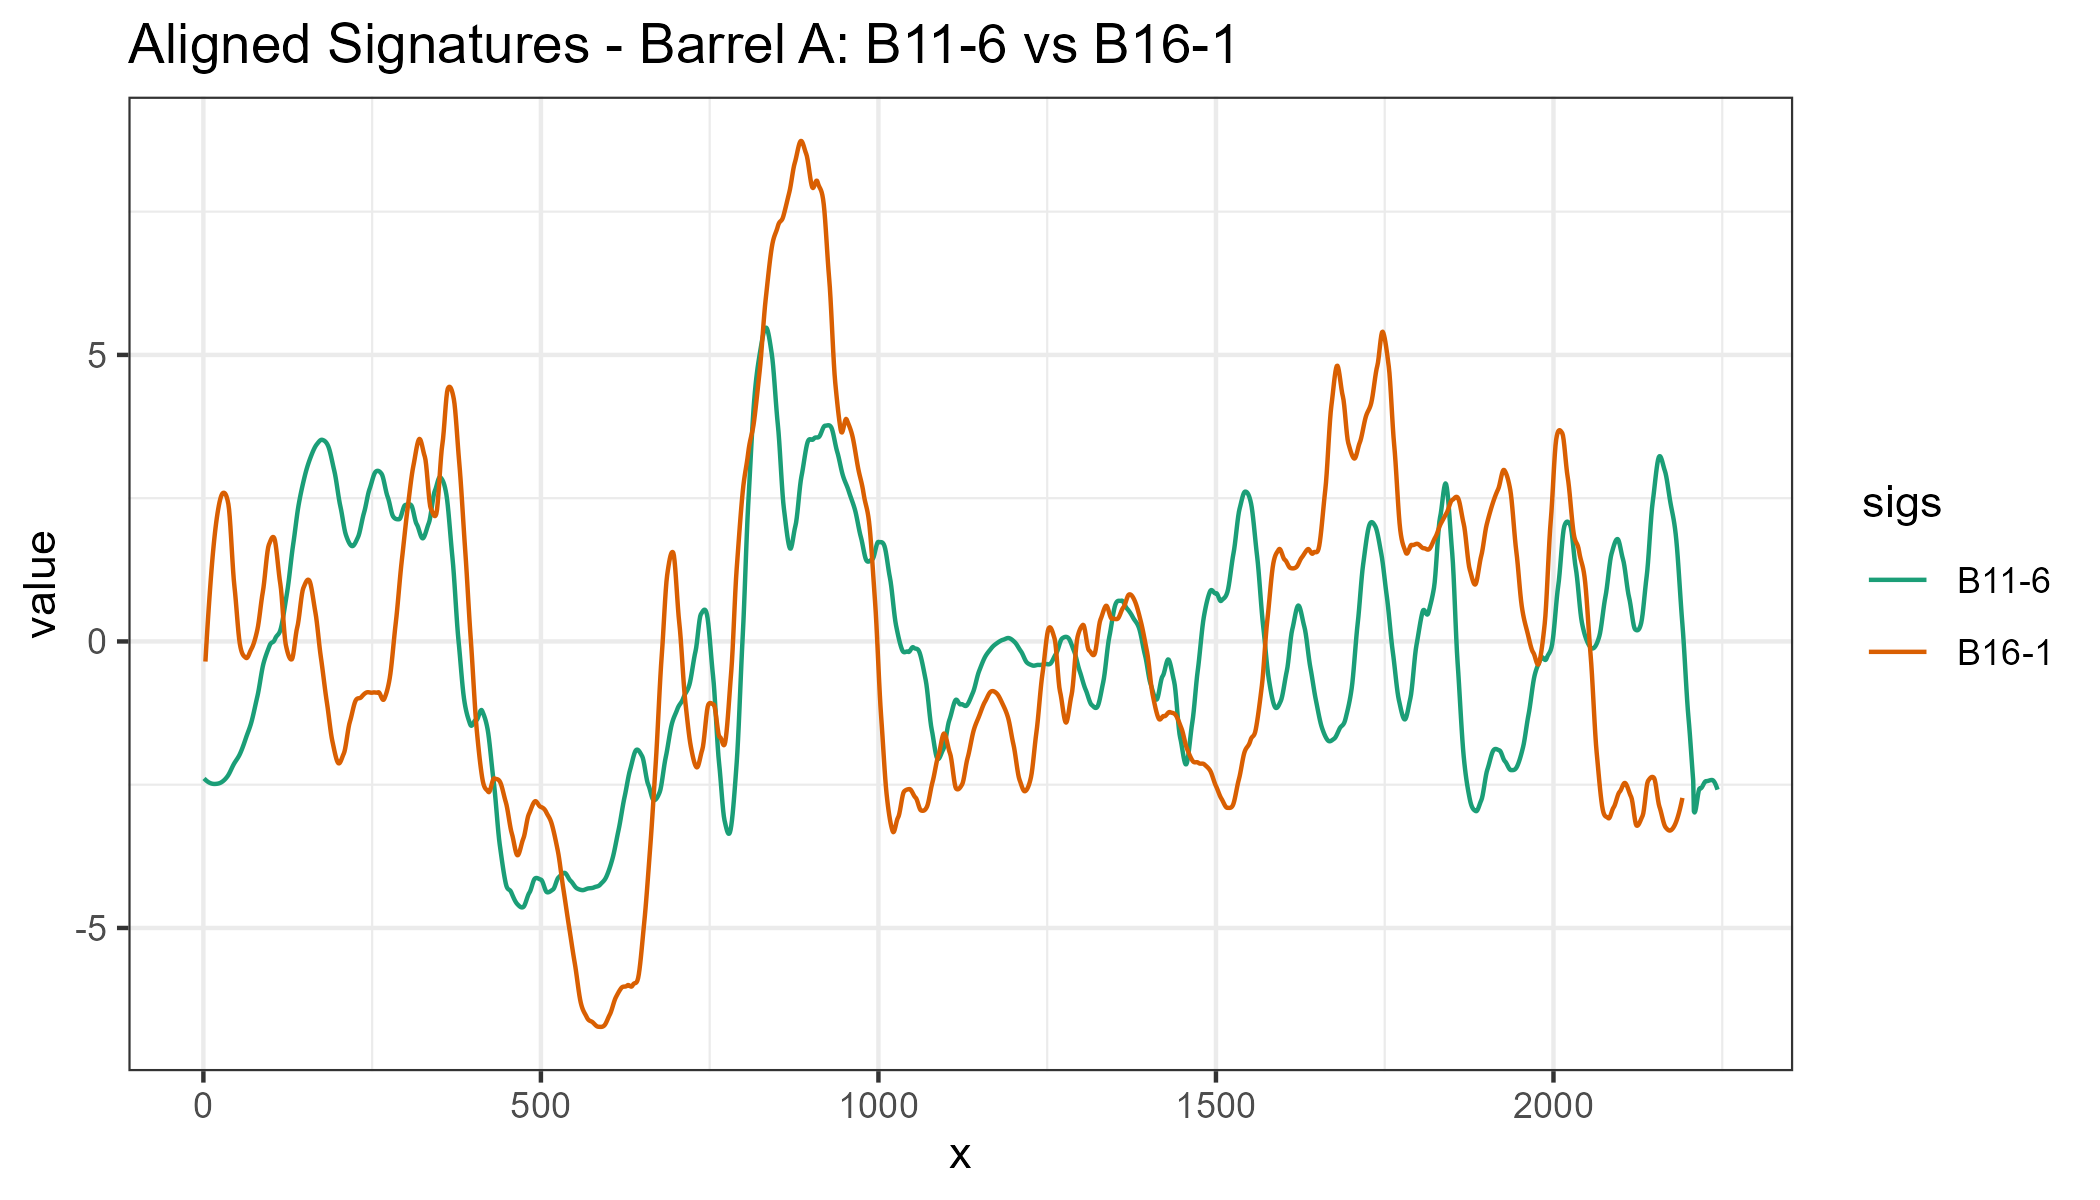 Aligned Signatures - Barrel A: B11-6 vs B16-1
value
5
0
-5
0
500
1000
1500
2000
x
sigs
B11-6
B16-1